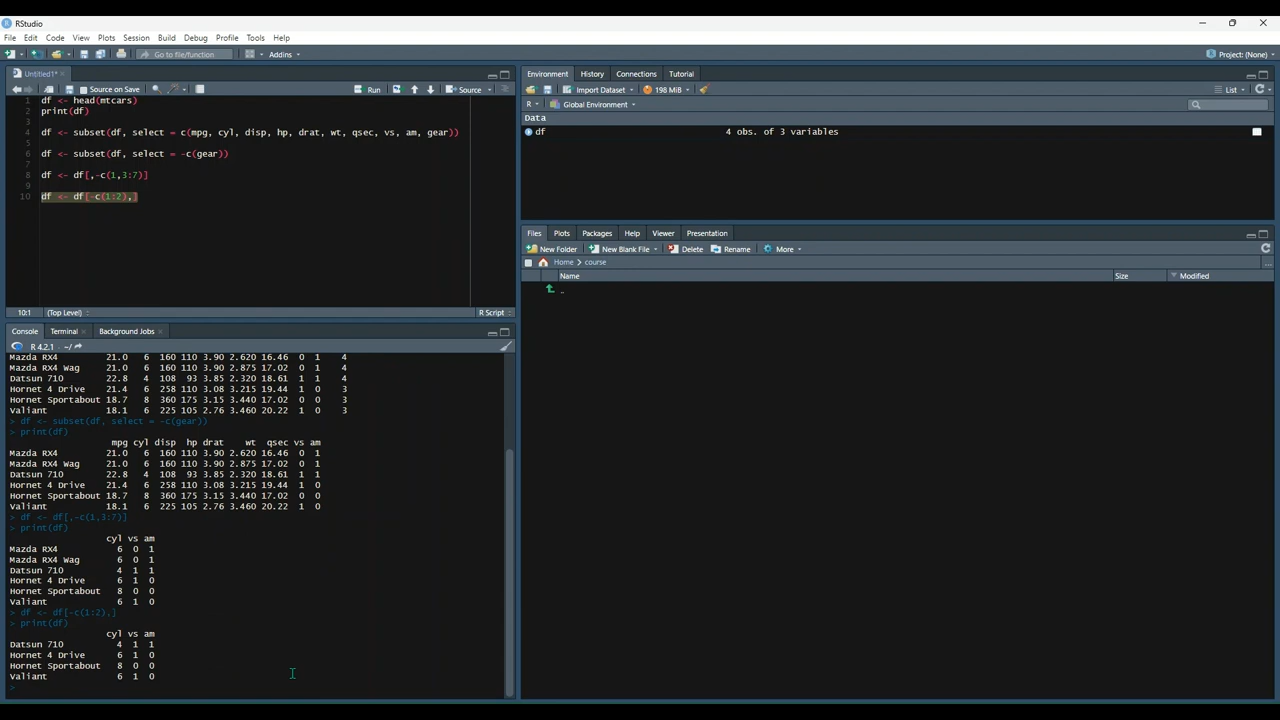 RStudio
File Edit Code View Plots Session Build Debug Profile Tools Help
Go to file/function Addins Project: (None)
Untitled1*
Source on Save Run Source
1 df <- head(mtcars)
2 print(df)
3
4 df <- subset(df, select = c(mpg, cyl, disp, hp, drat, wt, qsec, vs, am, gear))
5
6 df <- subset(df, select = -c(gear))
7
8 df <- df[,-c(1,3:7)]
9
10 df <- df[-c(1:2),]
10:1 (Top Level) R Script
Console Terminal Background Jobs
R 4.2.1 · ~/
Mazda RX4 21.0 6 160 110 3.90 2.620 16.46 0 1 4
Mazda RX4 Wag 21.0 6 160 110 3.90 2.875 17.02 0 1 4
Datsun 710 22.8 4 108 93 3.85 2.320 18.61 1 1 4
Hornet 4 Drive 21.4 6 258 110 3.08 3.215 19.44 1 0 3
Hornet Sportabout 18.7 8 360 175 3.15 3.440 17.02 0 0 3
Valiant 18.1 6 225 105 2.76 3.460 20.22 1 0 3
> df <- subset(df, select = -c(gear))
> print(df)
mpg cyl disp hp drat wt qsec vs am
Mazda RX4 21.0 6 160 110 3.90 2.620 16.46 0 1
Mazda RX4 Wag 21.0 6 160 110 3.90 2.875 17.02 0 1
Datsun 710 22.8 4 108 93 3.85 2.320 18.61 1 1
Hornet 4 Drive 21.4 6 258 110 3.08 3.215 19.44 1 0
Hornet Sportabout 18.7 8 360 175 3.15 3.440 17.02 0 0
Valiant 18.1 6 225 105 2.76 3.460 20.22 1 0
> df <- df[,-c(1,3:7)]
> print(df)
cyl vs am
Mazda RX4 6 0 1
Mazda RX4 Wag 6 0 1
Datsun 710 4 1 1
Hornet 4 Drive 6 1 0
Hornet Sportabout 8 0 0
Valiant 6 1 0
> df <- df[-c(1:2),]
> print(df)
cyl vs am
Datsun 710 4 1 1
Hornet 4 Drive 6 1 0
Hornet Sportabout 8 0 0
Valiant 6 1 0
>
Environment History Connections Tutorial
Import Dataset 198 MiB List
R Global Environment
Data
df 4 obs. of 3 variables
Files Plots Packages Help Viewer Presentation
New Folder New Blank File Delete Rename More
Home > course ...
Name Size Modified
..